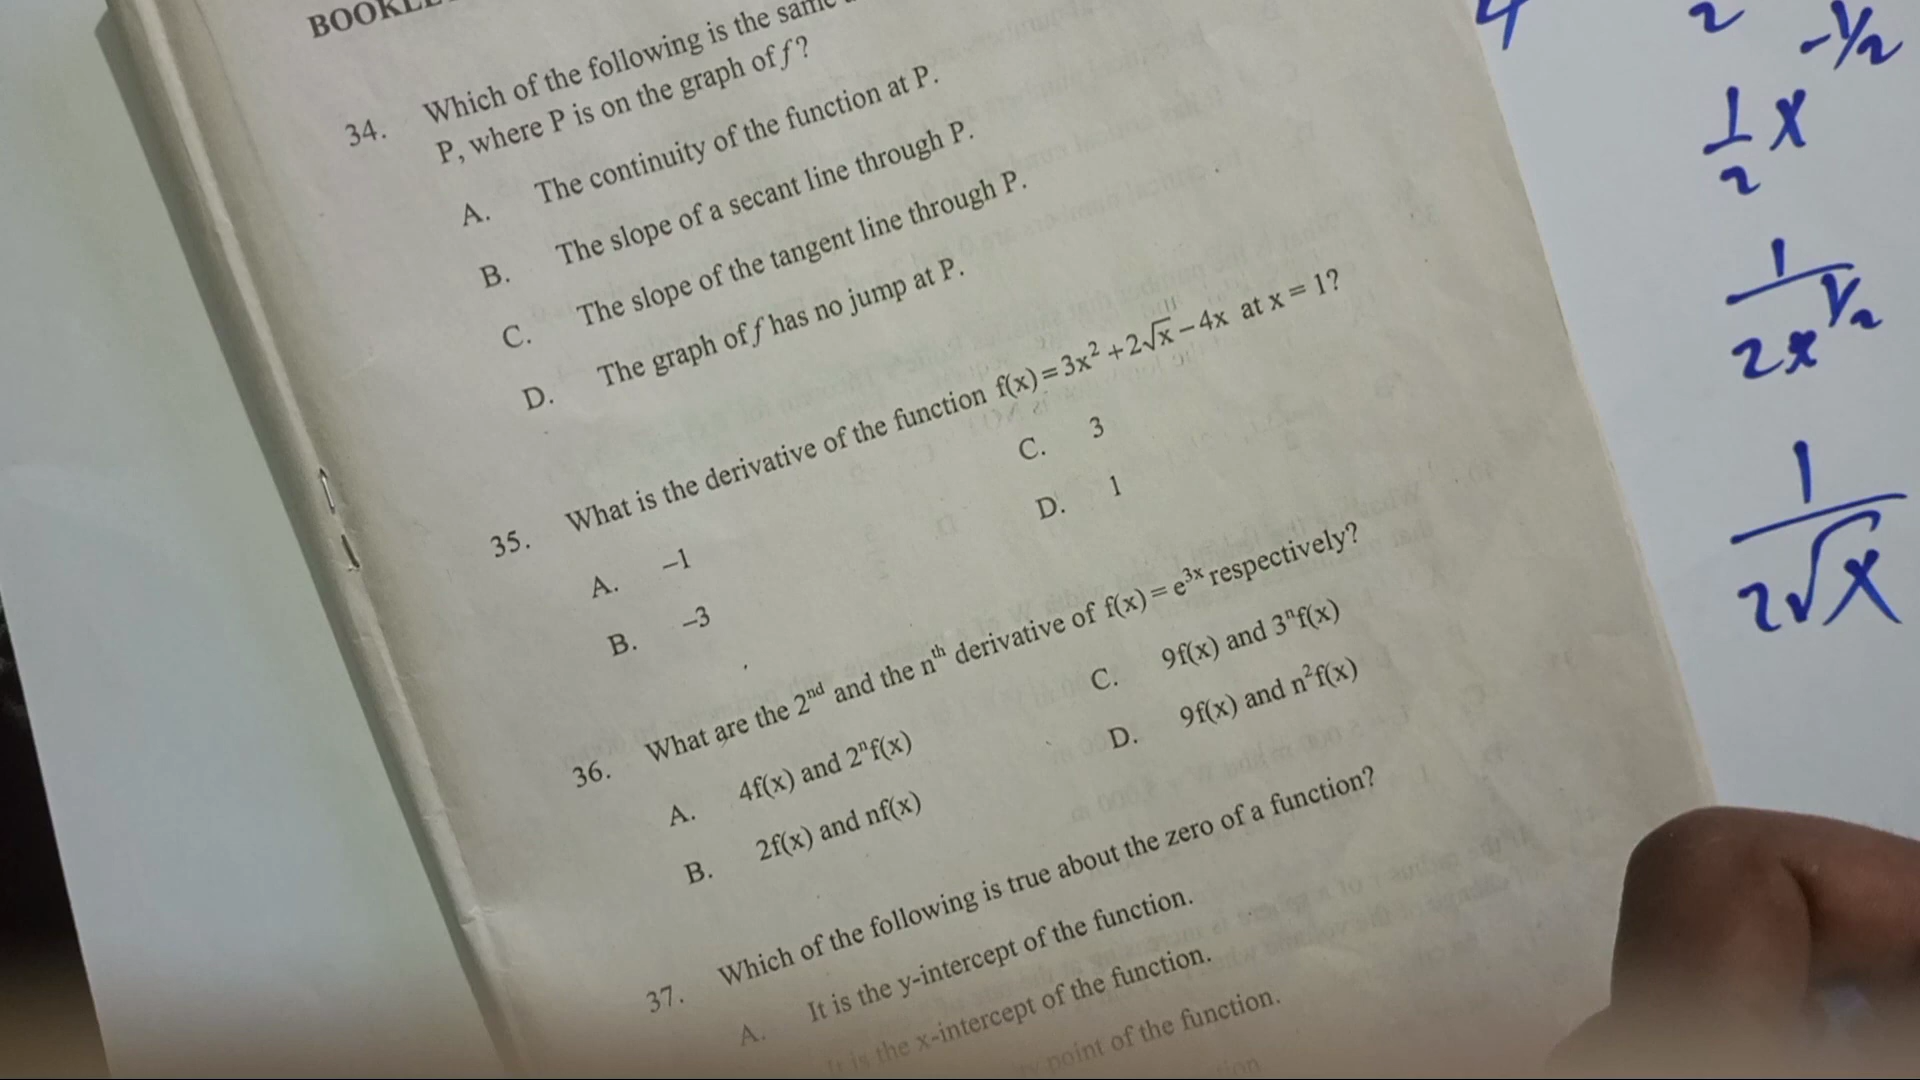 34. Which of the following is the same
P, where P is on the graph of f?
A. The continuity of the function at P.
B. The slope of a secant line through P.
C. The slope of the tangent line through P.
D. The graph of f has no jump at P.
35. What is the derivative of the function f(x) = 3x² + 2√x − 4x at x = 1?
A. −1
B. −3
C. 3
D. 1
36. What are the 2ⁿᵈ and the nᵗʰ derivative of f(x) = e³ˣ respectively?
A. 4f(x) and 2ⁿf(x)
B. 2f(x) and nf(x)
C. 9f(x) and 3ⁿf(x)
D. 9f(x) and n²f(x)
37. Which of the following is true about the zero of a function?
A. It is the y-intercept of the function.
It is the x-intercept of the function.
point of the function.
4
2
1/2 x −1/2
1/2x 1/2
1/2√x